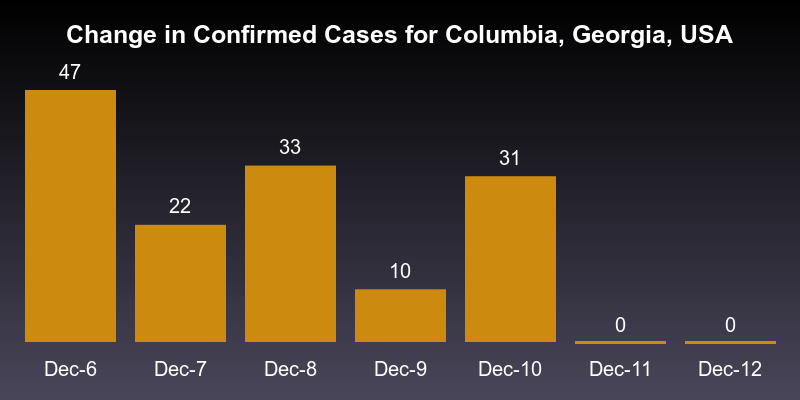 Change in Confirmed Cases for Columbia, Georgia, USA
47
22
33
10
31
0
0
Dec-6
Dec-7
Dec-8
Dec-9
Dec-10
Dec-11
Dec-12